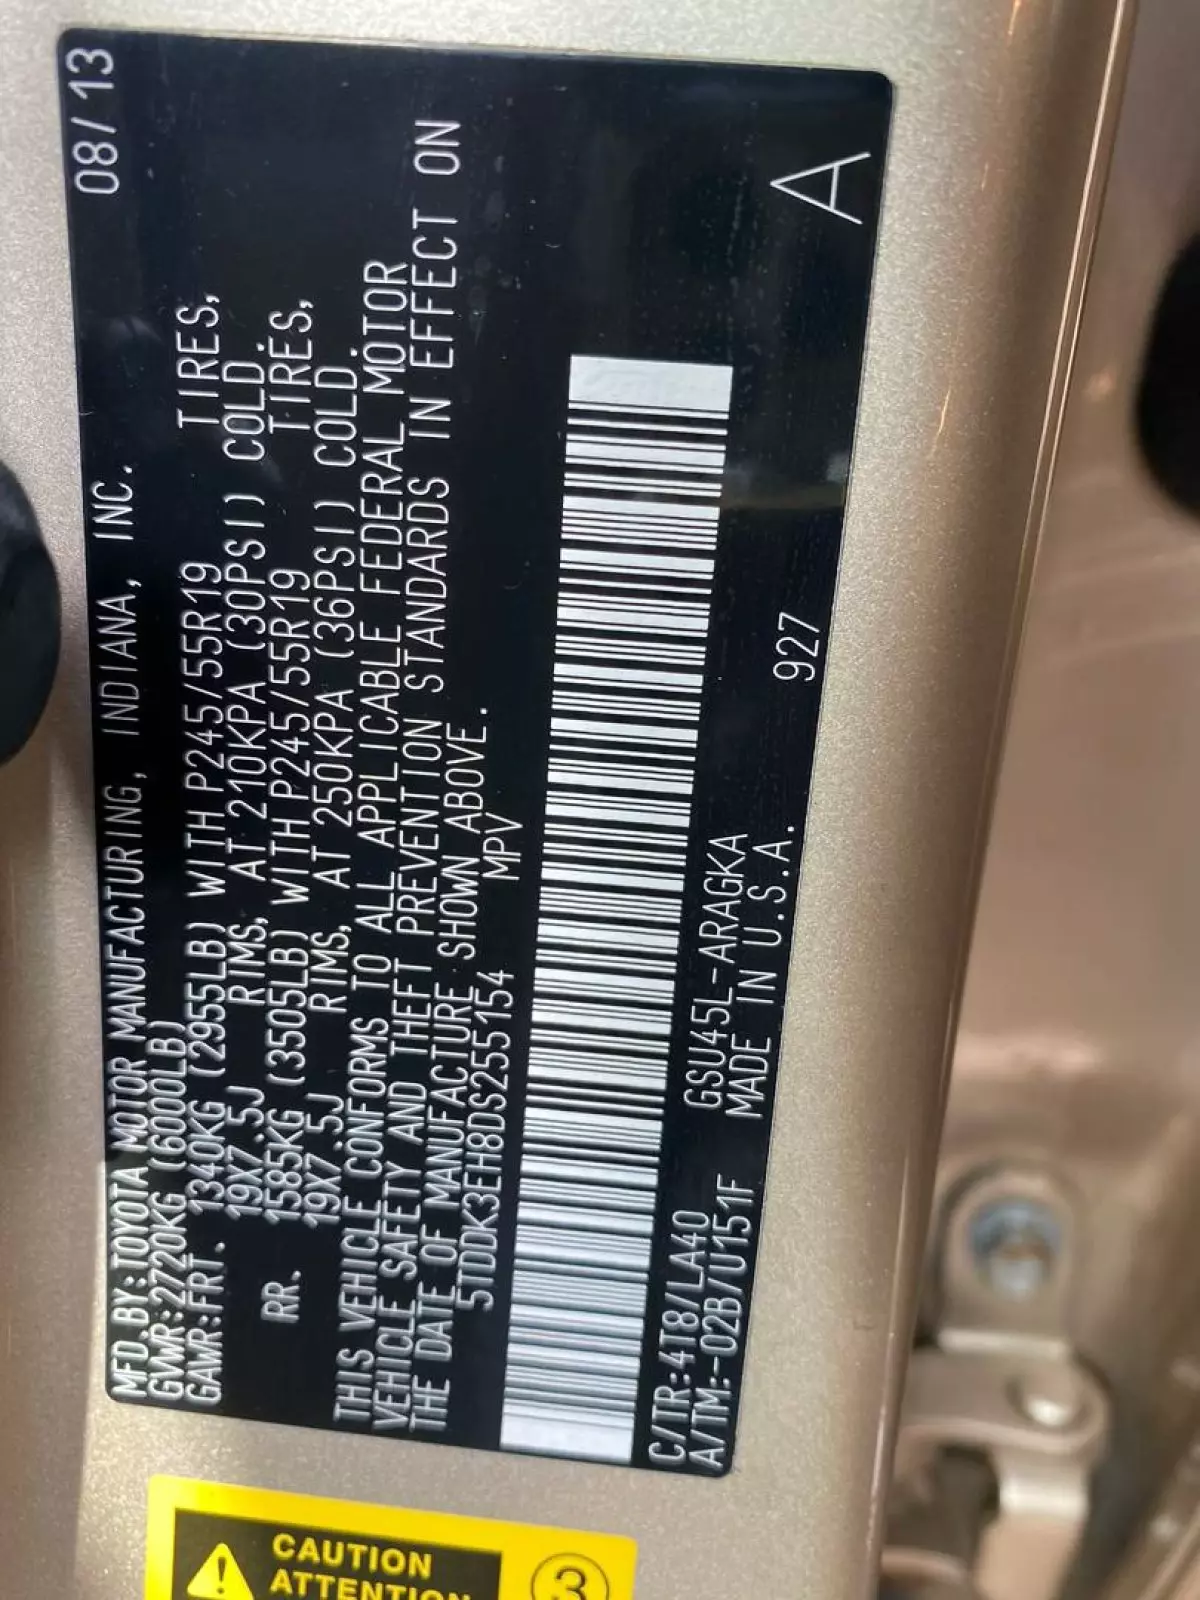 MFD.BY:TOYOTA MOTOR MANUFACTURING, INDIANA, INC. 08/13
GVWR:2720KG (6000LB)
GAWR:FRT. 1340KG (2955LB) WITH P245/55R19 TIRES,
19X7.5J RIMS, AT 210KPA (30PSI) COLD.
RR. 1585KG (3505LB) WITH P245/55R19 TIRES,
19X7.5J RIMS, AT 250KPA (36PSI) COLD.
THIS VEHICLE CONFORMS TO ALL APPLICABLE FEDERAL MOTOR
VEHICLE SAFETY AND THEFT PREVENTION STANDARDS IN EFFECT ON
THE DATE OF MANUFACTURE SHOWN ABOVE.
5TDDK3EH8DS255154 MPV
C/TR:4T8/LA40 GSU45L-ARAGKA 927 A
A/TM:-02B/U151F MADE IN U.S.A.
CAUTION
ATTENTION
3